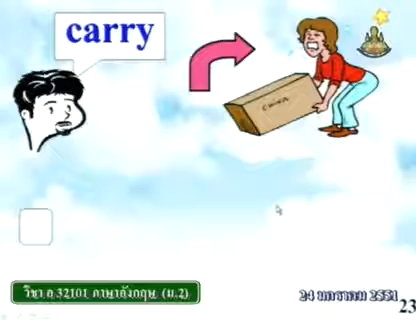 carry
วิชา อ 32101 ภาษาอังกฤษ (ม.2)
24 มกราคม 2551
23